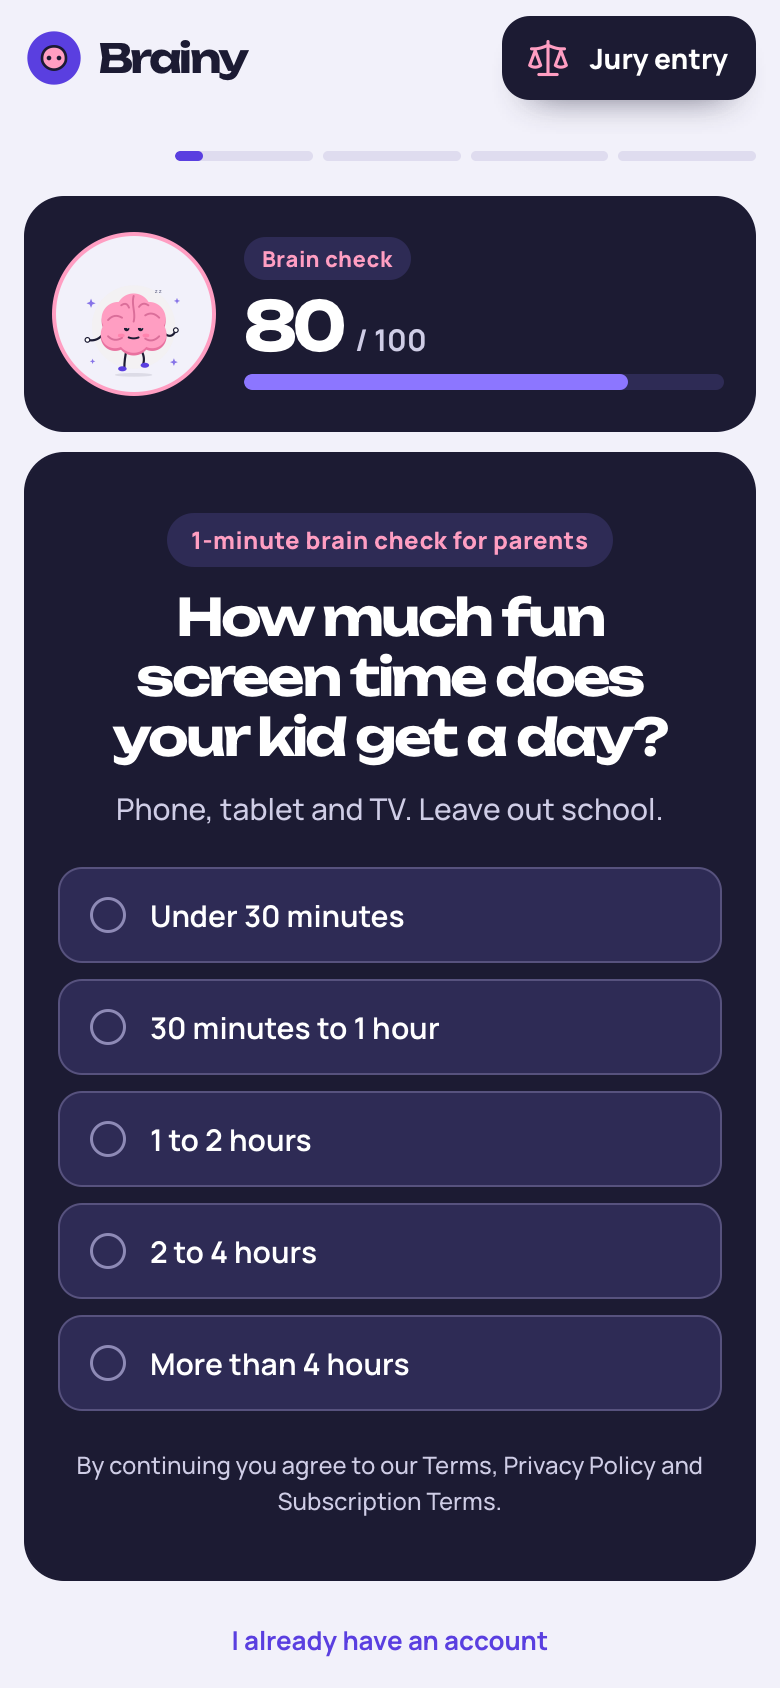 Brainy
Jury entry
Brain check
80 / 100
1-minute brain check for parents
How much fun
screen time does
your kid get a day?
Phone, tablet and TV. Leave out school.
Under 30 minutes
30 minutes to 1 hour
1 to 2 hours
2 to 4 hours
More than 4 hours
By continuing you agree to our Terms, Privacy Policy and
Subscription Terms.
I already have an account